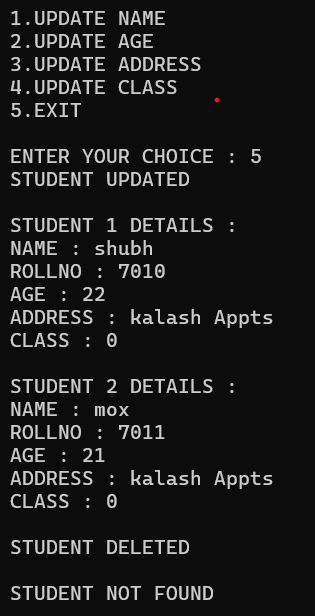 1.UPDATE NAME
2.UPDATE AGE
3.UPDATE ADDRESS
4.UPDATE CLASS
5.EXIT
ENTER YOUR CHOICE : 5
STUDENT UPDATED
STUDENT 1 DETAILS :
NAME : shubh
ROLLNO : 7010
AGE : 22
ADDRESS : kalash Appts
CLASS : 0
STUDENT 2 DETAILS :
NAME : mox
ROLLNO : 7011
AGE : 21
ADDRESS : kalash Appts
CLASS : 0
STUDENT DELETED
STUDENT NOT FOUND